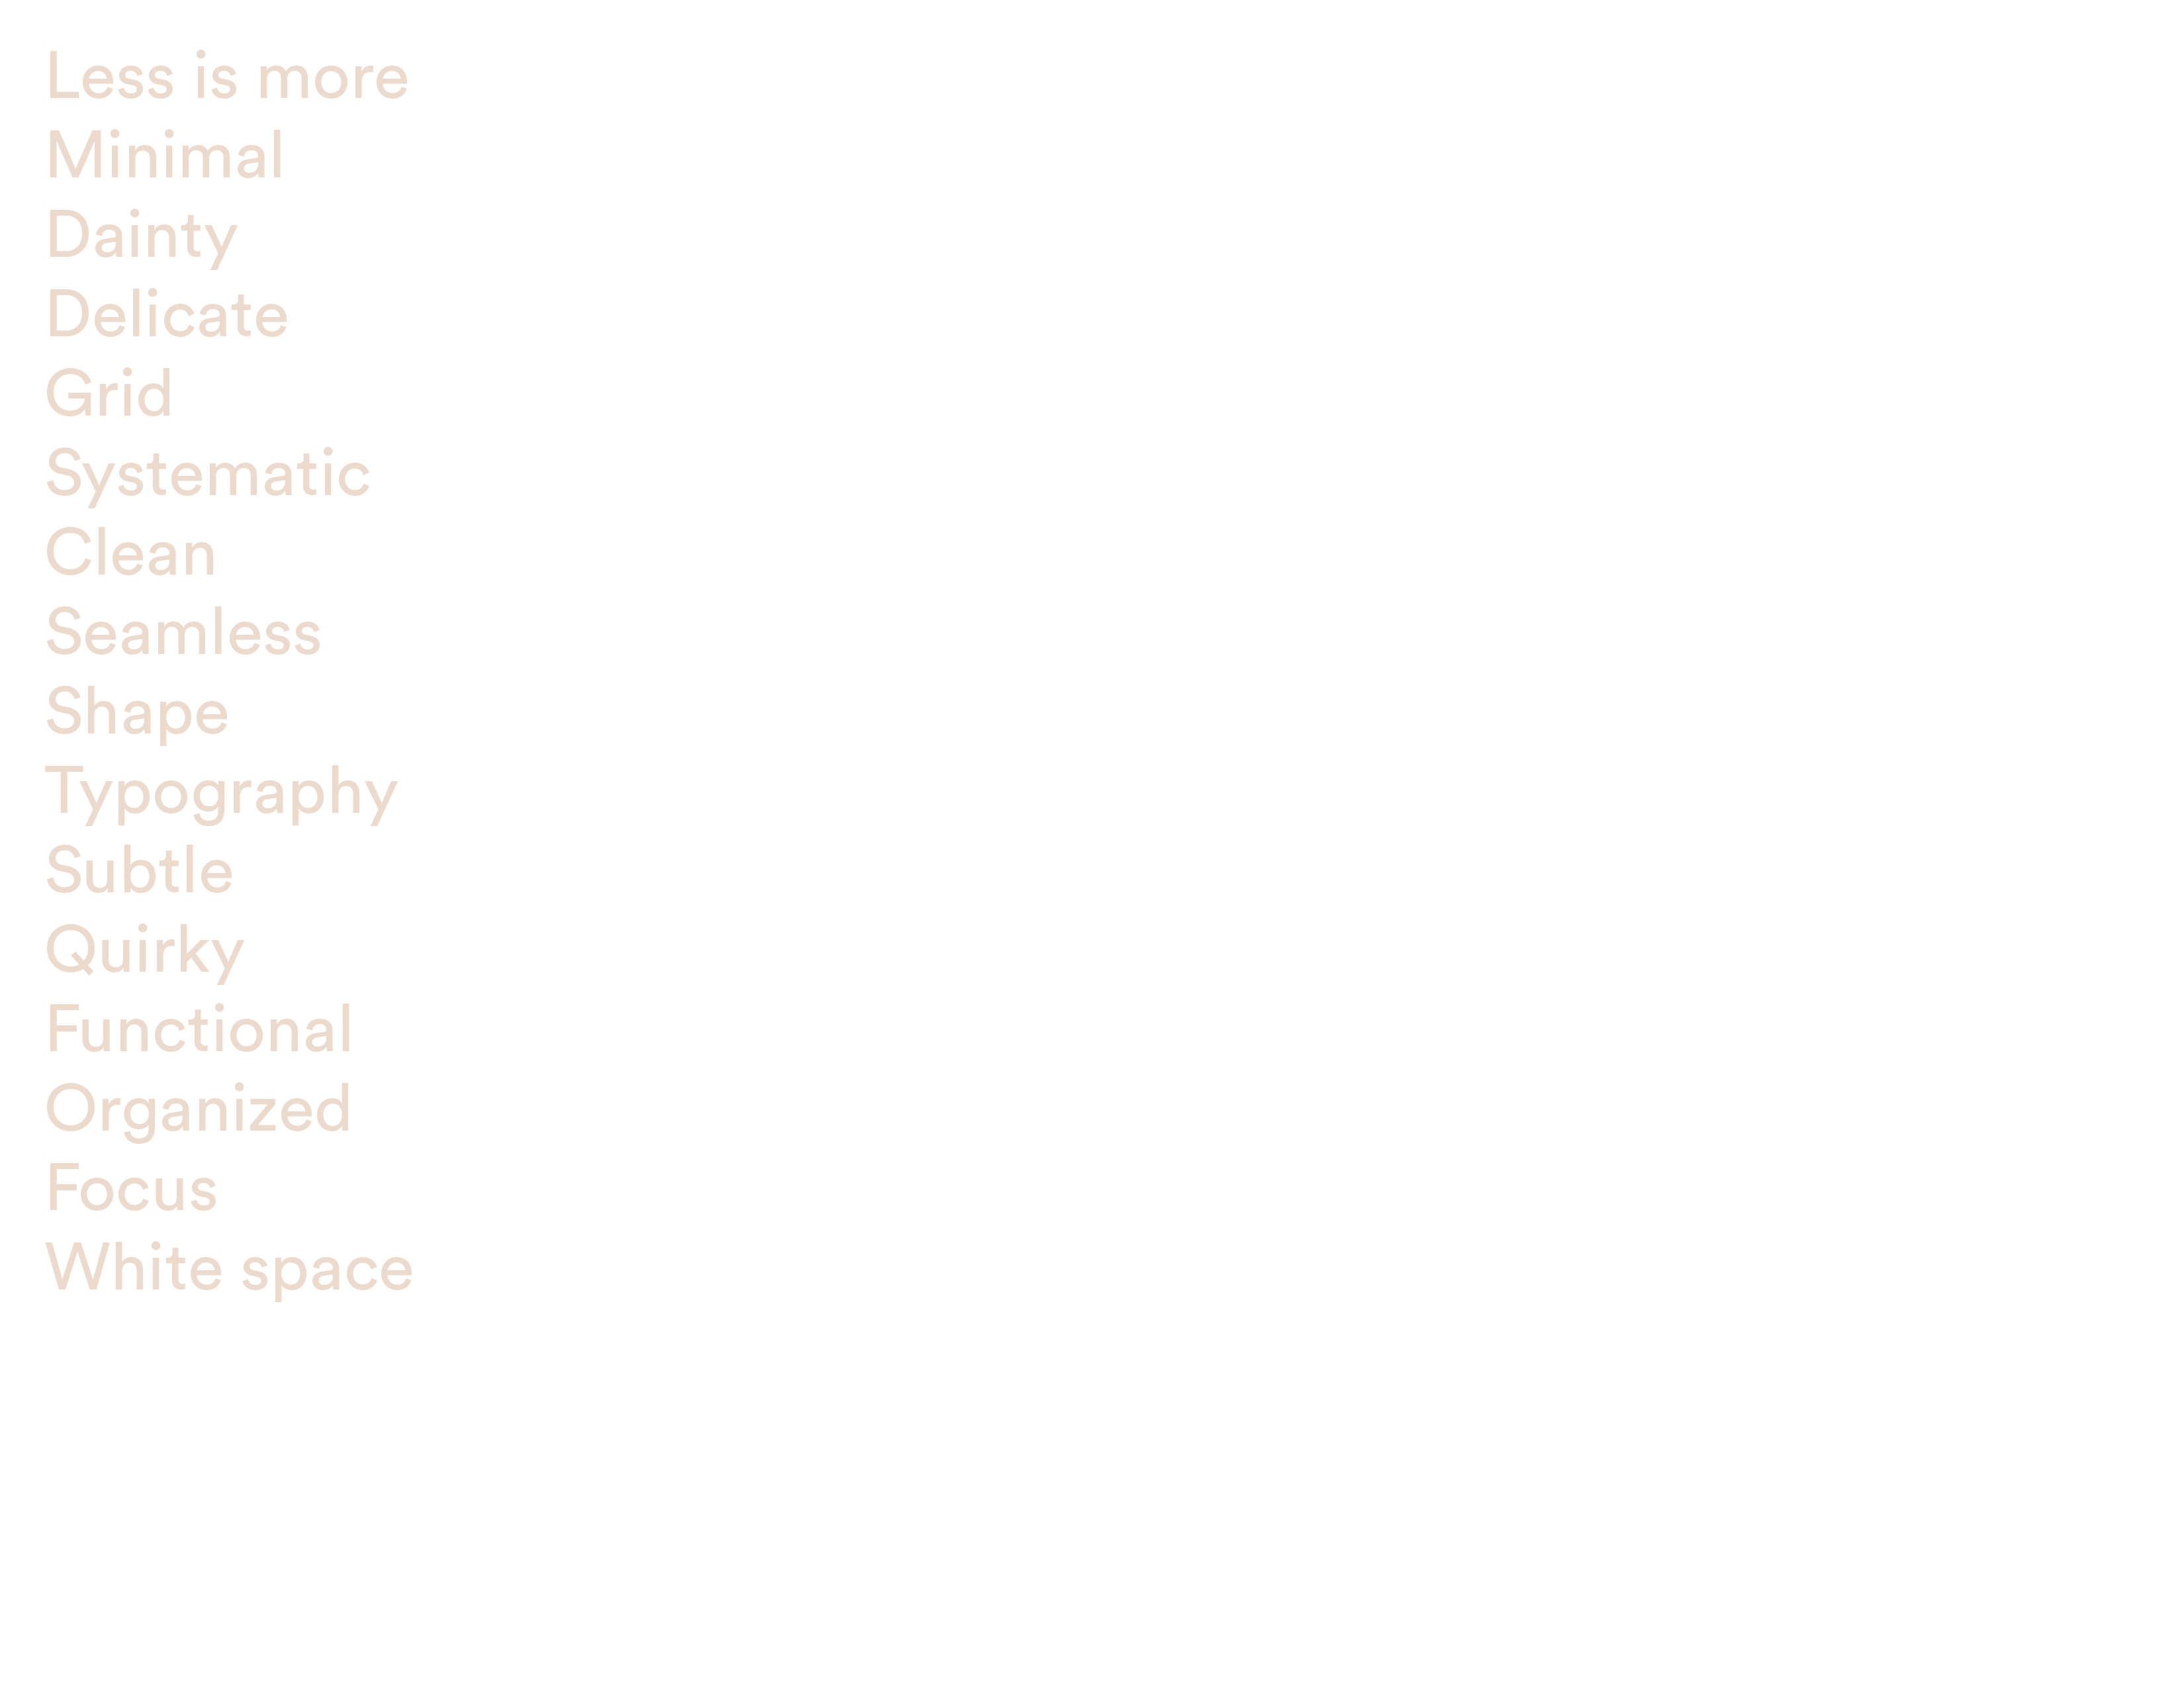 Less is more
Minimal
Dainty
Delicate
Grid
Systematic
Clean
Seamless
Shape
Typography
Subtle
Quirky
Functional
Organized
Focus
White space